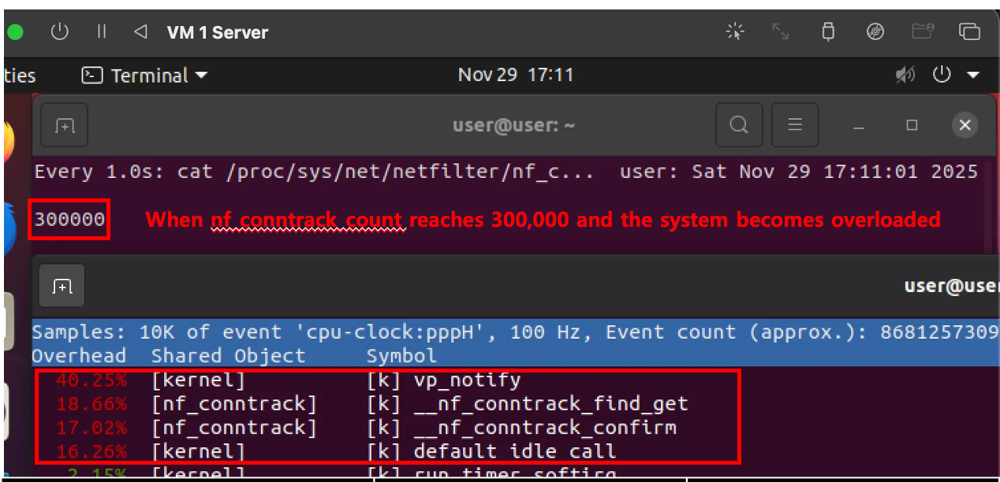 VM 1 Server
ties Terminal Nov 29 17:11
user@user: ~
Every 1.0s: cat /proc/sys/net/netfilter/nf_c... user: Sat Nov 29 17:11:01 2025
300000 When nf_conntrack_count reaches 300,000 and the system becomes overloaded
user@use
Samples: 10K of event 'cpu-clock:pppH', 100 Hz, Event count (approx.): 8681257309
Overhead Shared Object Symbol
40.25% [kernel] [k] vp_notify
18.66% [nf_conntrack] [k] __nf_conntrack_find_get
17.02% [nf_conntrack] [k] __nf_conntrack_confirm
16.26% [kernel] [k] default_idle_call
2.15% [kernel] [k] run_timer_softirq